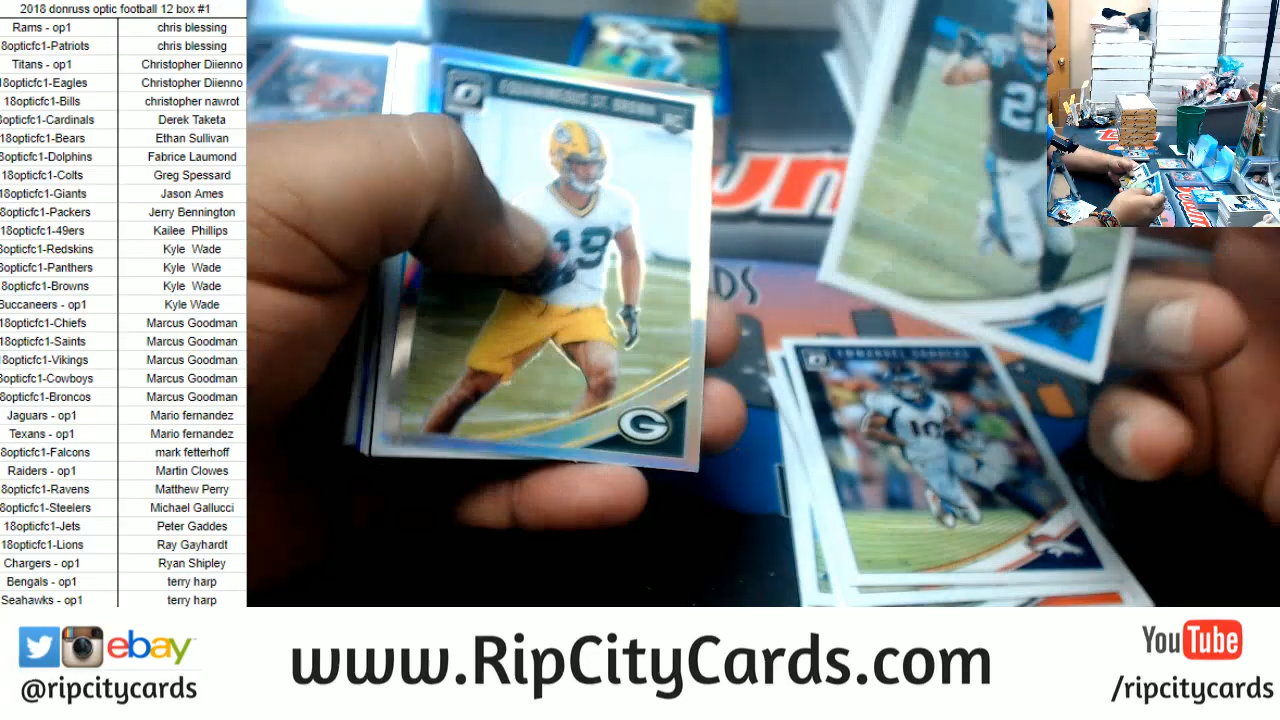 2018 donruss optic football 12 box #1
Rams - op1 chris blessing
8opticfc1-Patriots chris blessing
Titans - op1 Christopher Diienno
18opticfc1-Eagles Christopher Diienno
18opticfc1-Bills christopher nawrot
8opticfc1-Cardinals Derek Taketa
18opticfc1-Bears Ethan Sullivan
8opticfc1-Dolphins Fabrice Laumond
18opticfc1-Colts Greg Spessard
18opticfc1-Giants Jason Ames
8opticfc1-Packers Jerry Bennington
18opticfc1-49ers Kailee Phillips
8opticfc1-Redskins Kyle Wade
8opticfc1-Panthers Kyle Wade
18opticfc1-Browns Kyle Wade
Buccaneers - op1 Kyle Wade
18opticfc1-Chiefs Marcus Goodman
18opticfc1-Saints Marcus Goodman
18opticfc1-Vikings Marcus Goodman
8opticfc1-Cowboys Marcus Goodman
8opticfc1-Broncos Marcus Goodman
Jaguars - op1 Mario fernandez
Texans - op1 Mario fernandez
8opticfc1-Falcons mark fetterhoff
Raiders - op1 Martin Clowes
8opticfc1-Ravens Matthew Perry
8opticfc1-Steelers Michael Gallucci
18opticfc1-Jets Peter Gaddes
18opticfc1-Lions Ray Gayhardt
Chargers - op1 Ryan Shipley
Bengals - op1 terry harp
Seahawks - op1 terry harp
EQUANIMEOUS ST. BROWN RC
19
G
2
EMMANUEL SANDERS
10
DS
ebay
@ripcitycards
www.RipCityCards.com
YouTube
/ripcitycards